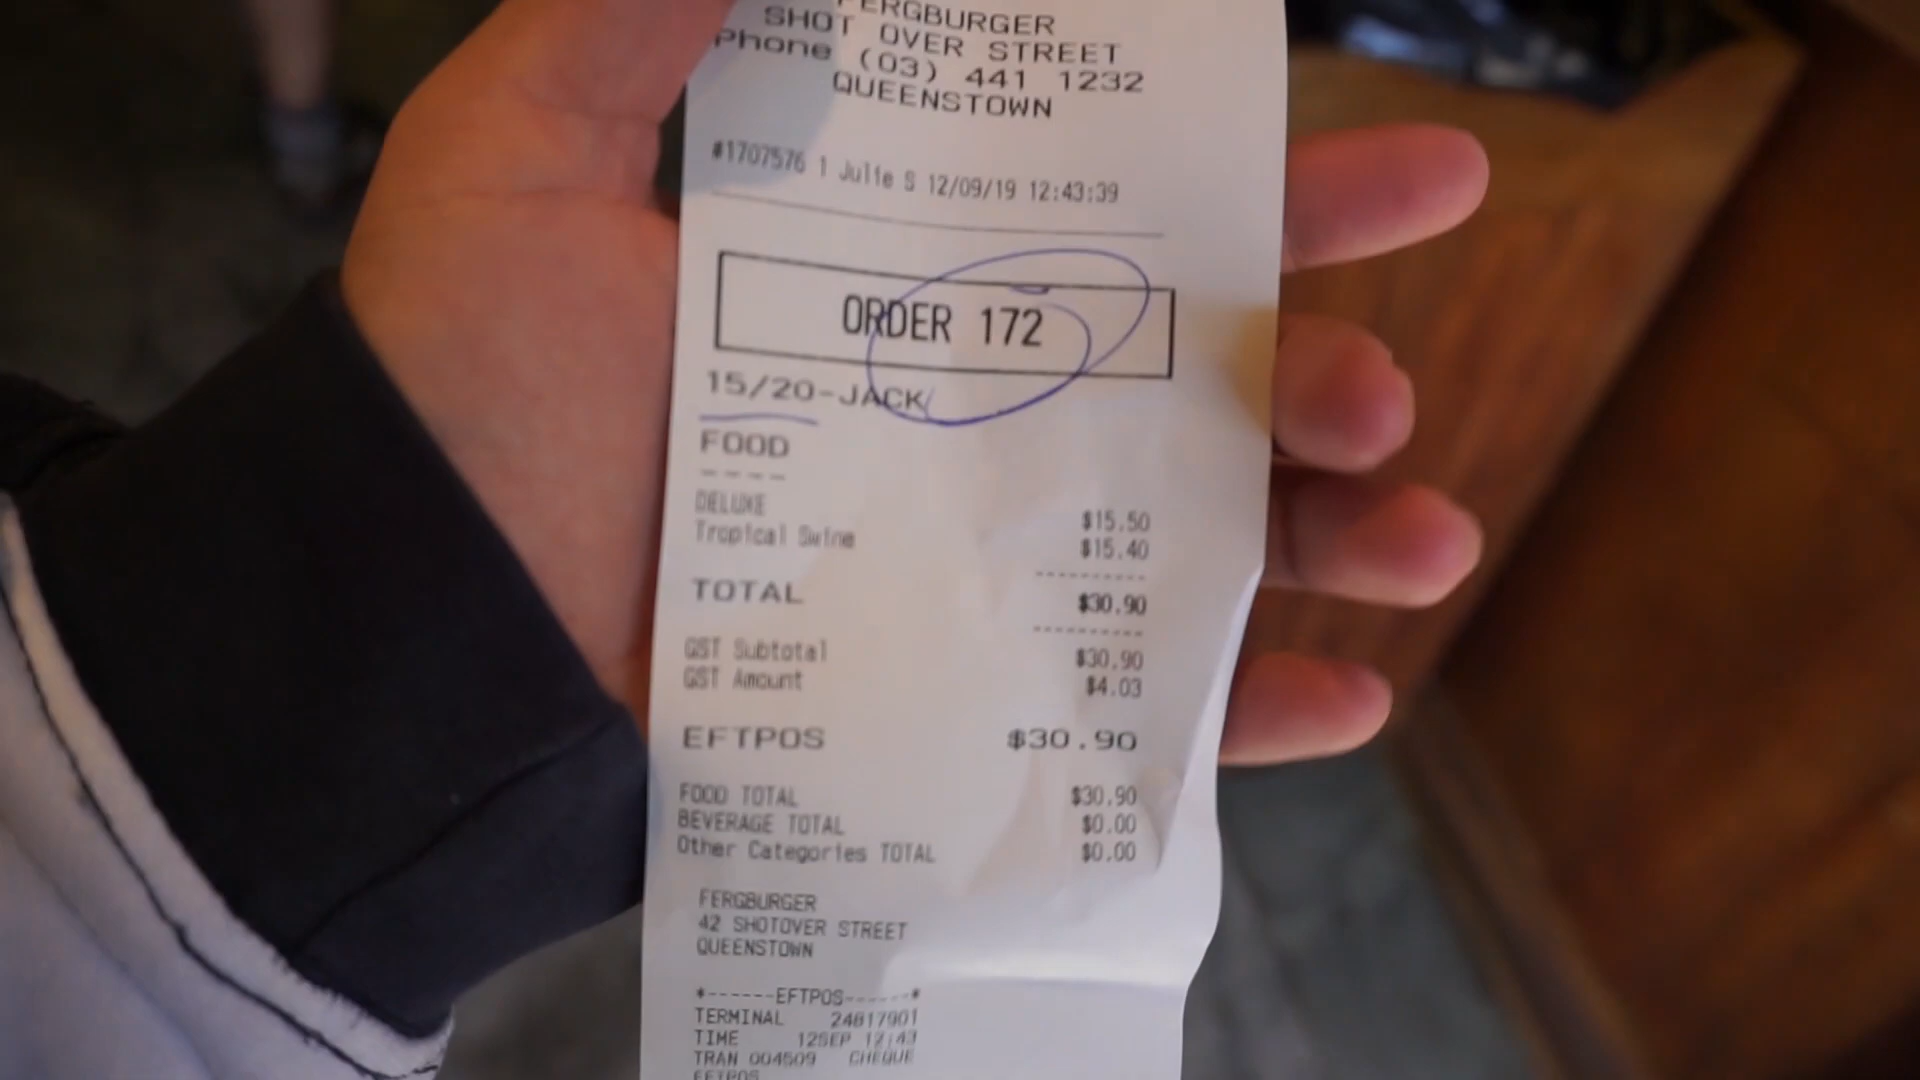 FERGBURGER
SHOT OVER STREET
Phone (03) 441 1232
QUEENSTOWN
#1707576 1 Julie S 12/09/19 12:43:39
ORDER 172
15/20-JACK
FOOD
----
DELUXE $15.50
Tropical Swine $15.40
----------
TOTAL $30.90
----------
GST Subtotal $30.90
GST Amount $4.03
EFTPOS $30.90
FOOD TOTAL $30.90
BEVERAGE TOTAL $0.00
Other Categories TOTAL $0.00
FERGBURGER
42 SHOTOVER STREET
QUEENSTOWN
*------EFTPOS------*
TERMINAL 24817901
TIME 12SEP 12:43
TRAN 004509 CHEQUE
EFTPOS